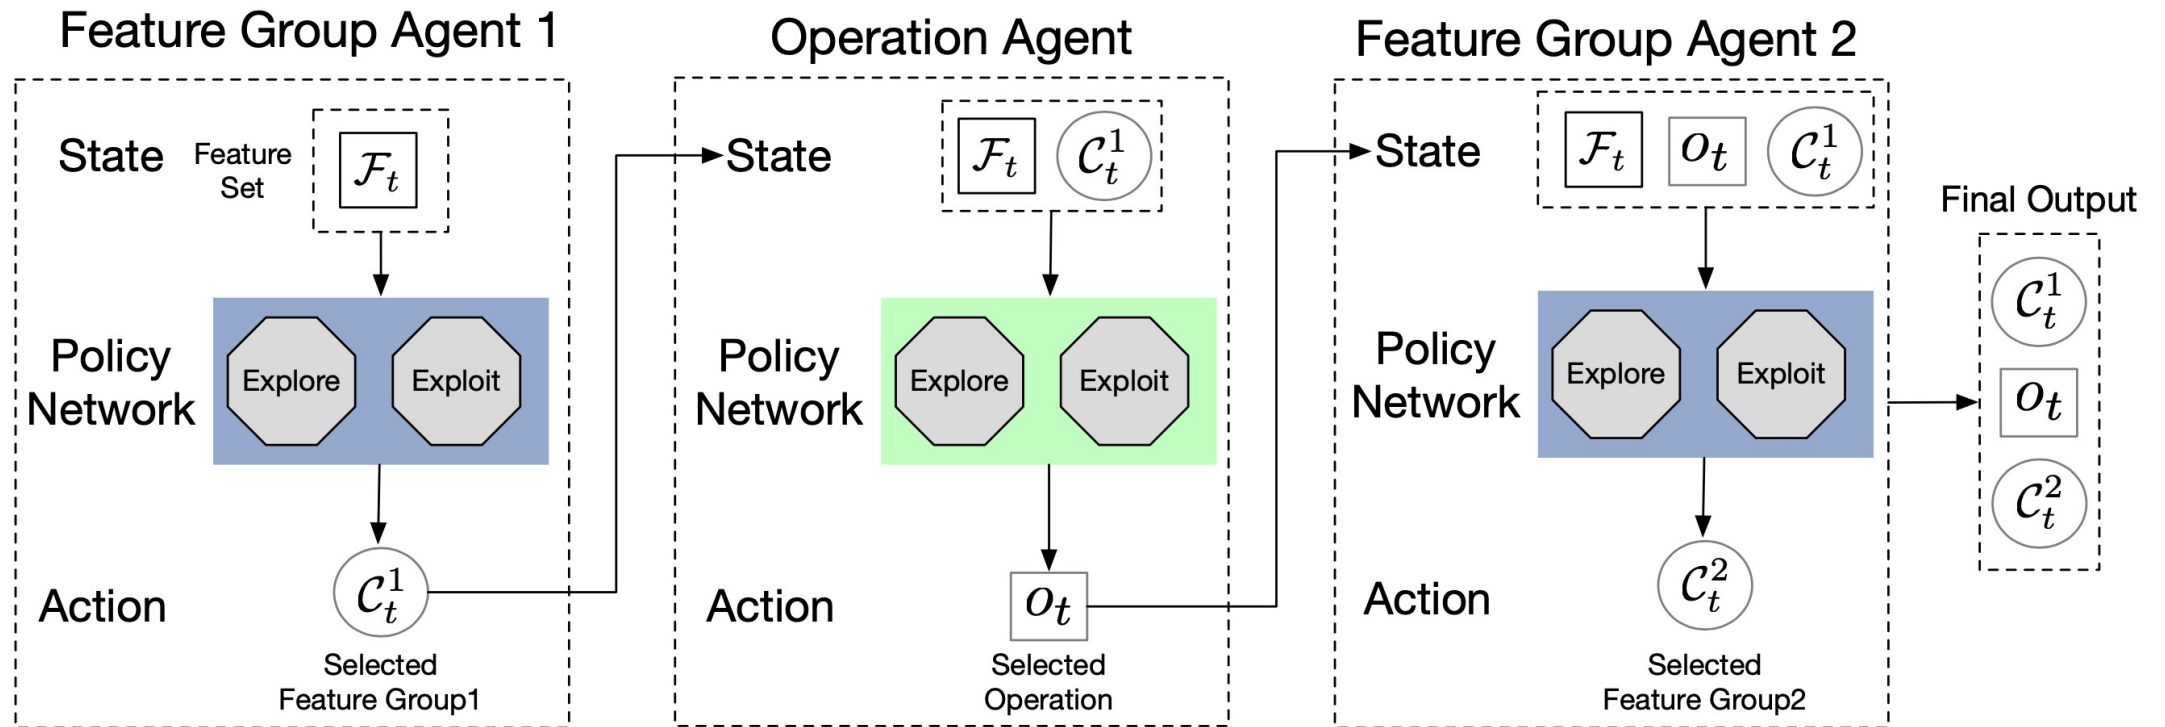 Feature Group Agent 1
State
Feature
Set
ℱt
Policy
Network
Explore
Exploit
Action
𝒞t1
Selected
Feature Group1
Operation Agent
State
ℱt
𝒞t1
Policy
Network
Explore
Exploit
Action
ot
Selected
Operation
Feature Group Agent 2
State
ℱt
ot
𝒞t1
Policy
Network
Explore
Exploit
Action
𝒞t2
Selected
Feature Group2
Final Output
𝒞t1
ot
𝒞t2